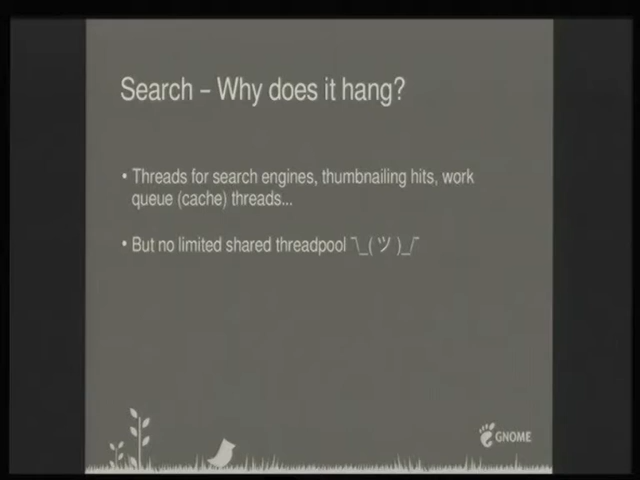 Search – Why does it hang?
• Threads for search engines, thumbnailing hits, work
queue (cache) threads...
• But no limited shared threadpool ¯\_(ツ)_/¯
GNOME